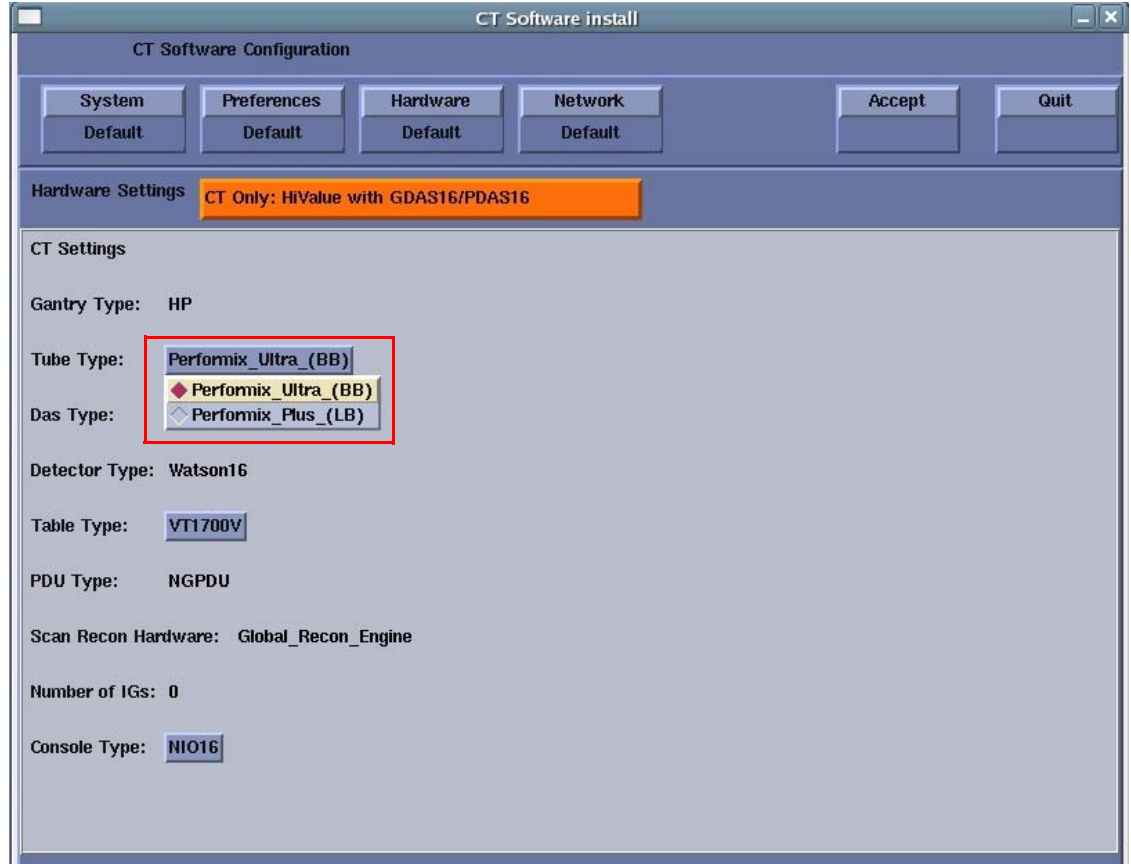 CT Software install
CT Software Configuration
System Preferences Hardware Network Accept Quit
Default Default Default Default
Hardware Settings CT Only: HiValue with GDAS16/PDAS16
CT Settings
Gantry Type: HP
Tube Type: Performix_Ultra_(BB)
Performix_Ultra_(BB)
Das Type: Performix_Plus_(LB)
Detector Type: Watson16
Table Type: VT1700V
PDU Type: NGPDU
Scan Recon Hardware: Global_Recon_Engine
Number of IGs: 0
Console Type: NIO16